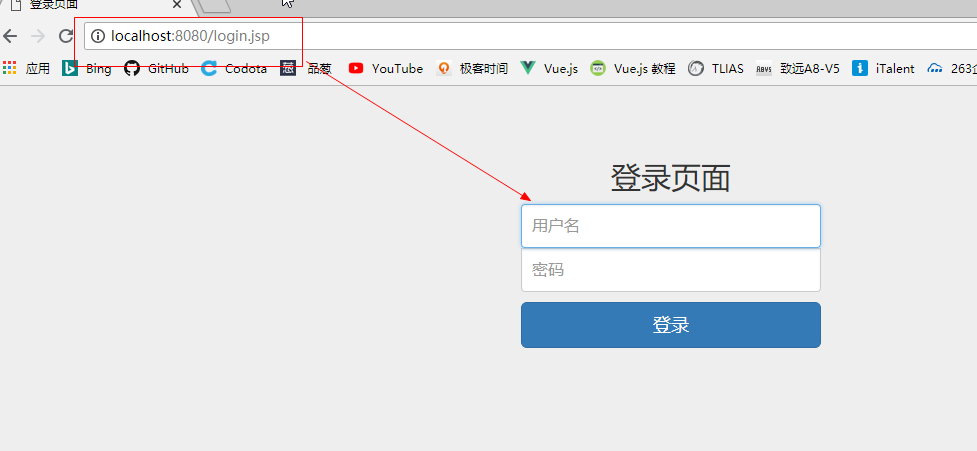 登录页面
localhost:8080/login.jsp
应用 Bing GitHub Codota 品葱 YouTube 极客时间 Vue.js Vue.js 教程 TLIAS 致远A8-V5 iTalent 263企
登录页面
用户名
密码
登录